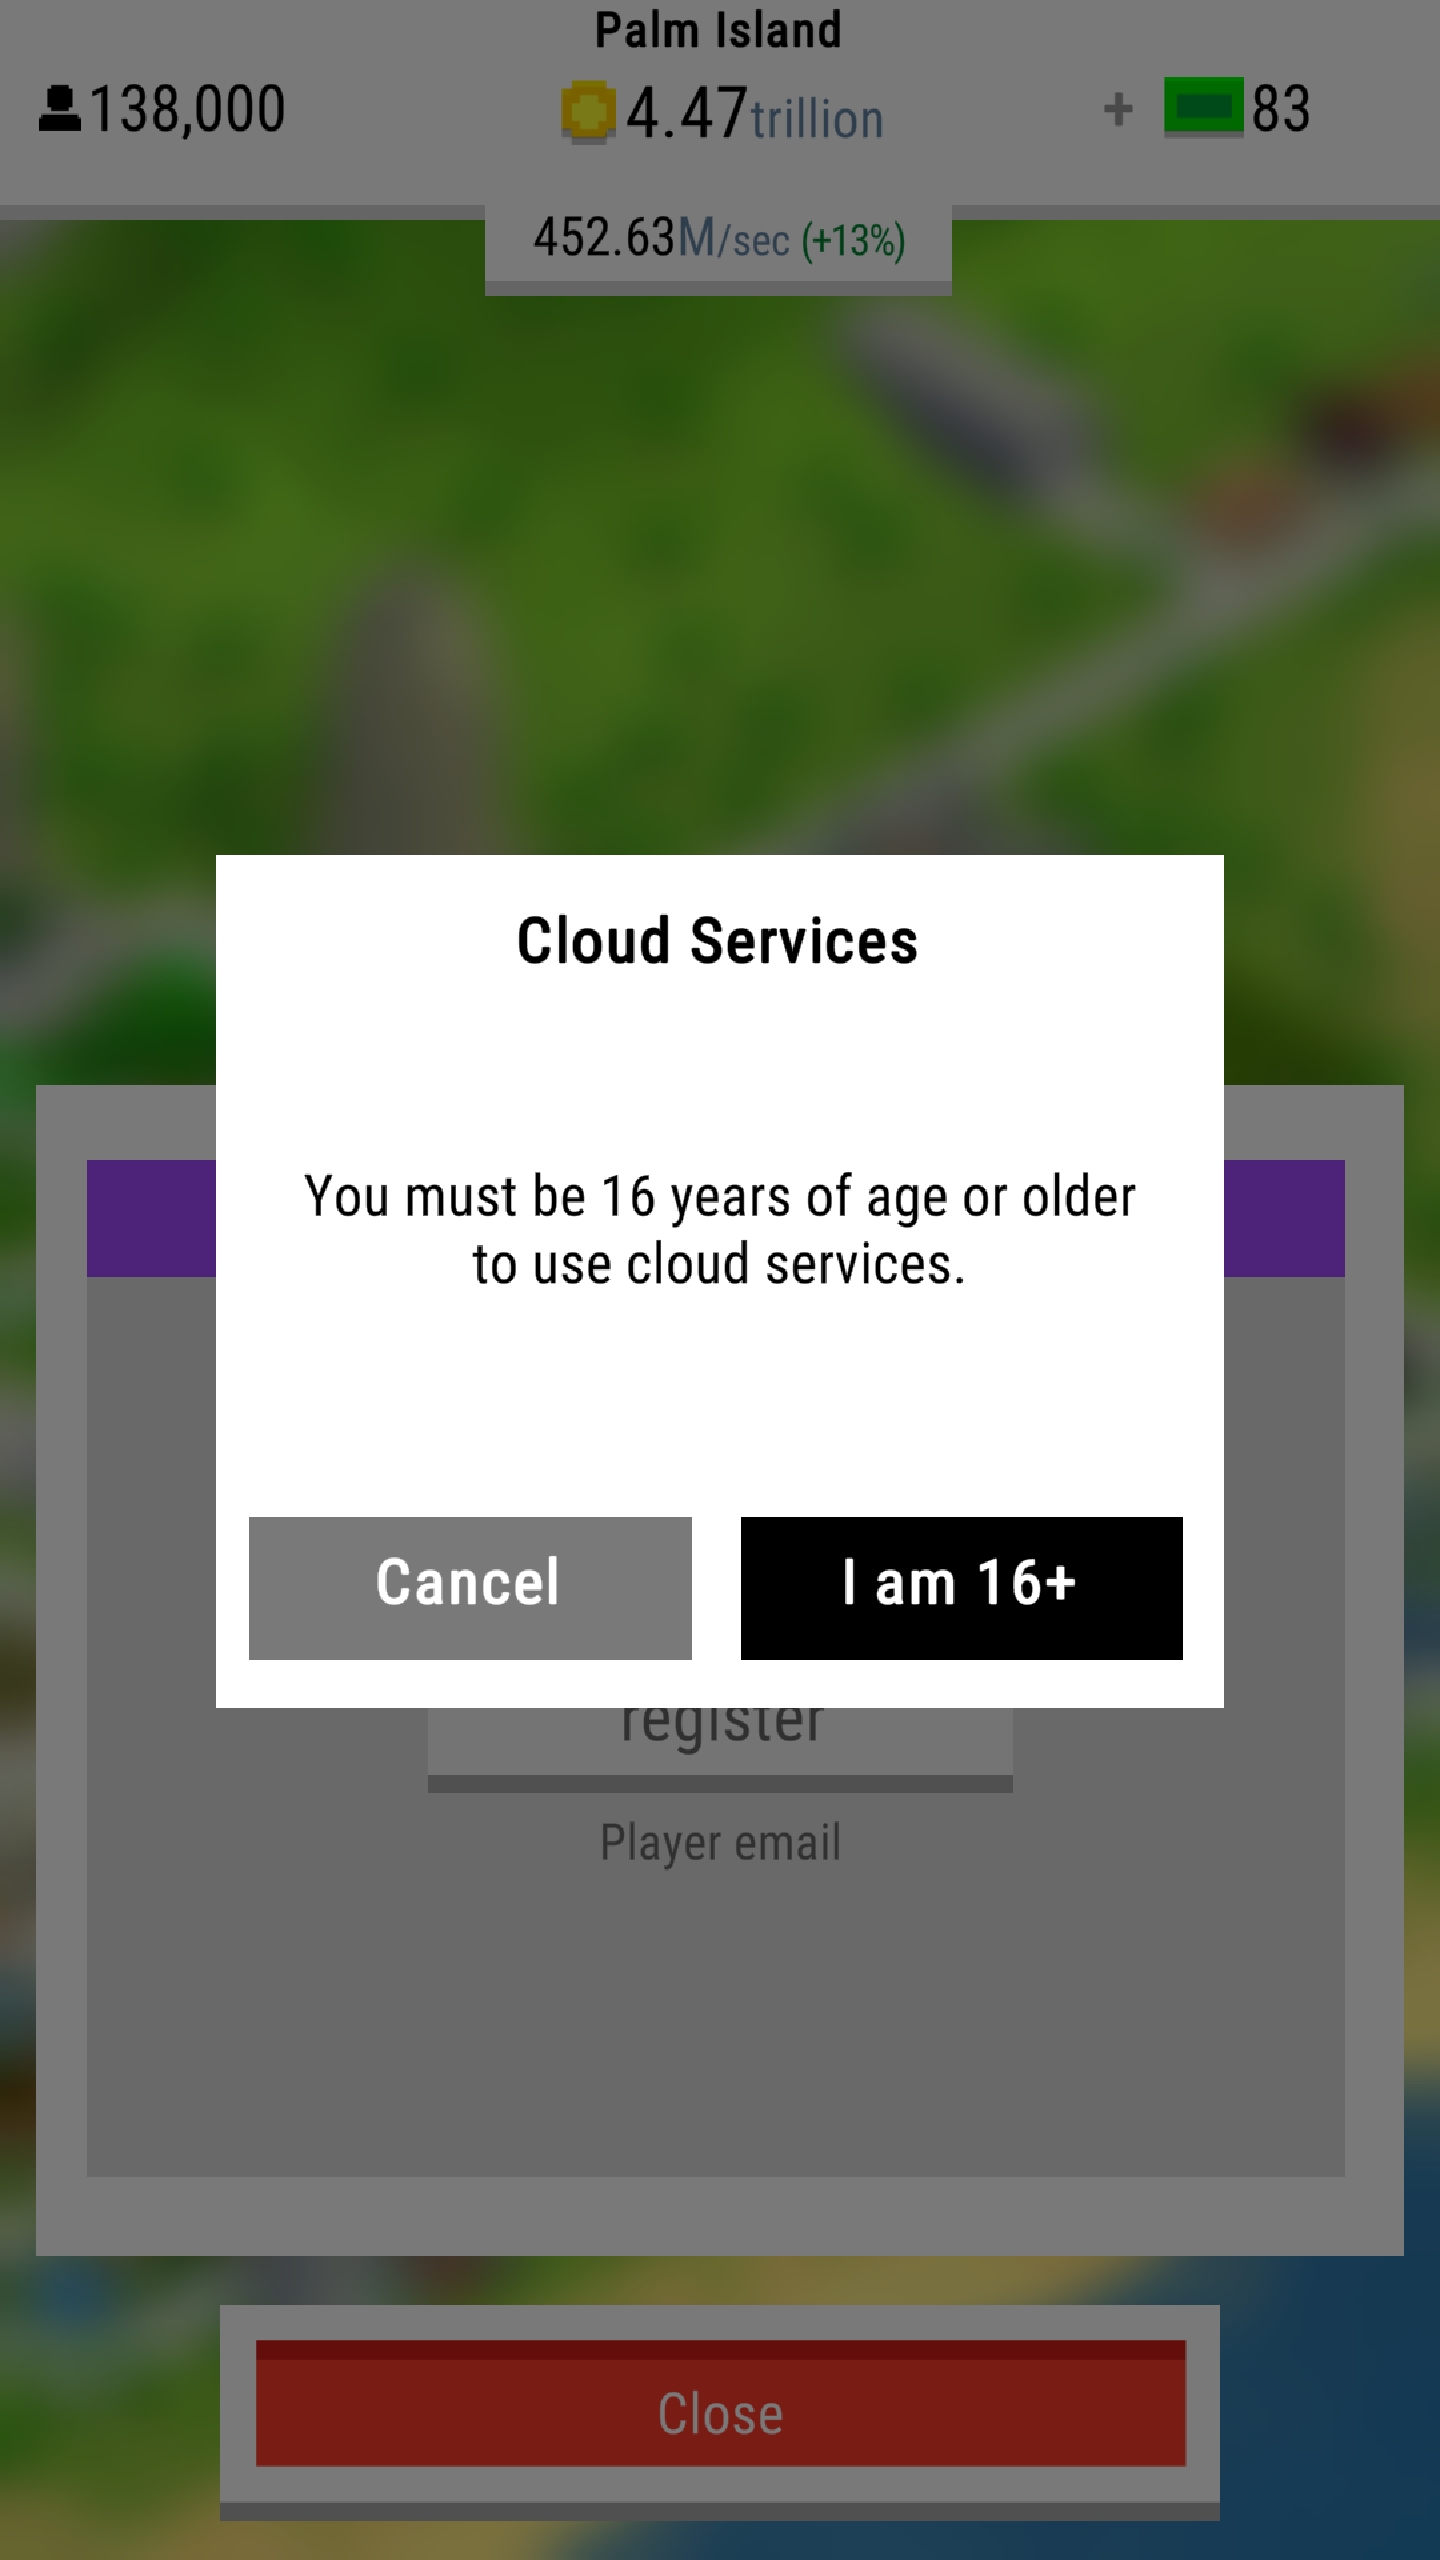 Palm Island
138,000
4.47trillion
+ 83
452.63M/sec (+13%)
Cloud Services
You must be 16 years of age or older
to use cloud services.
Cancel
I am 16+
register
Player email
Close